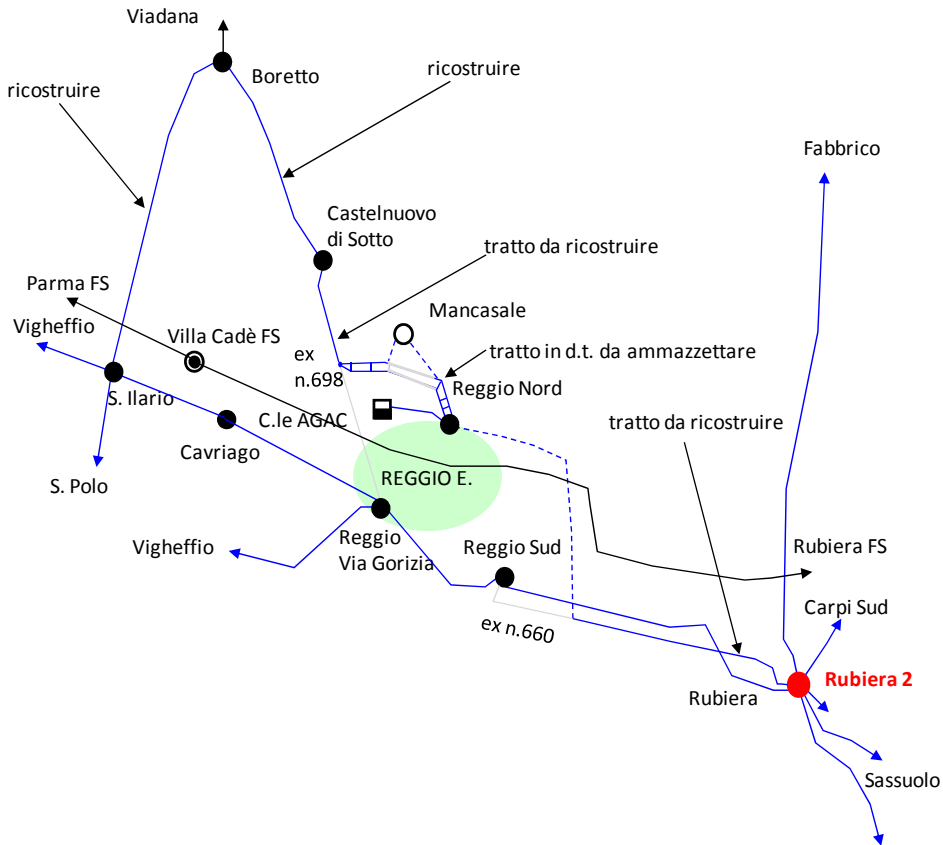 Viadana
Boretto
ricostruire
ricostruire
Fabbrico
Castelnuovo
di Sotto
tratto da ricostruire
Parma FS
Mancasale
Vigheffio
Villa Cadè FS
ex
n.698
tratto in d.t. da ammazzettare
Reggio Nord
S. Ilario
C.le AGAC
tratto da ricostruire
Cavriago
REGGIO E.
S. Polo
Reggio
Via Gorizia
Vigheffio
Reggio Sud
Rubiera FS
Carpi Sud
ex n.660
Rubiera 2
Rubiera
Sassuolo